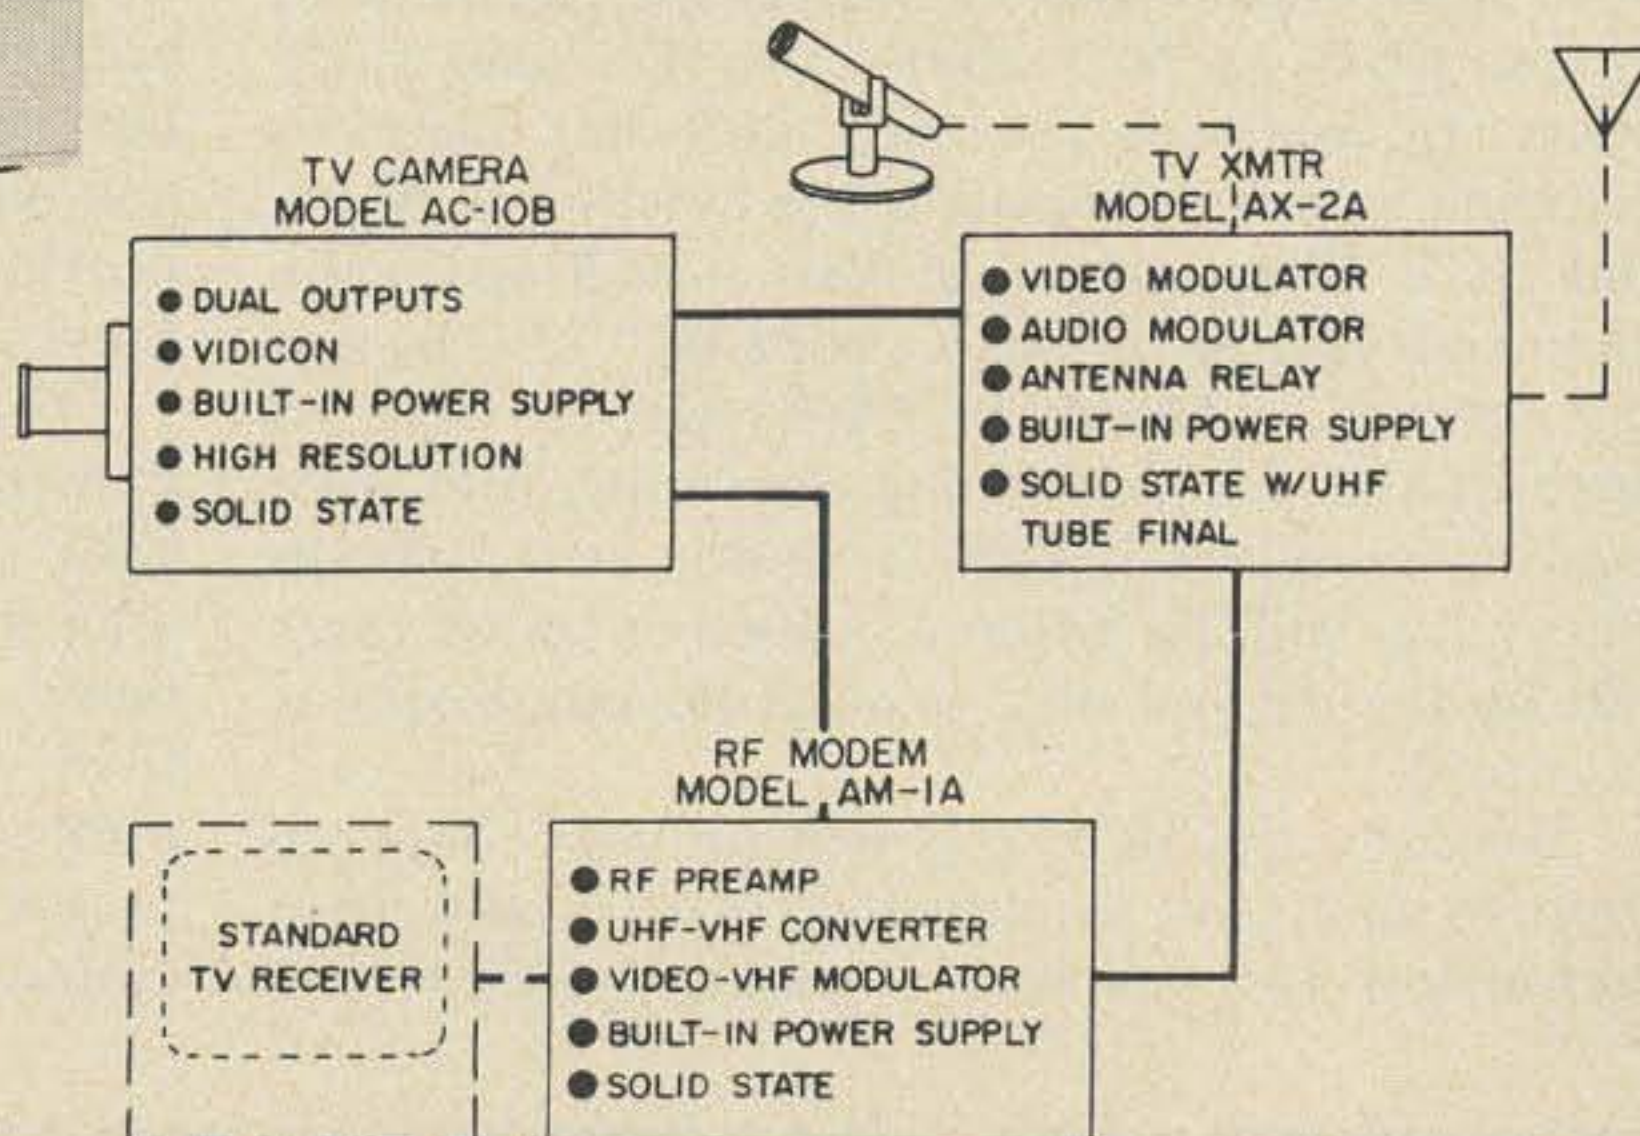 TV CAMERA
MODEL AC-10B
● DUAL OUTPUTS
● VIDICON
● BUILT-IN POWER SUPPLY
● HIGH RESOLUTION
● SOLID STATE
TV XMTR
MODEL AX-2A
● VIDEO MODULATOR
● AUDIO MODULATOR
● ANTENNA RELAY
● BUILT-IN POWER SUPPLY
● SOLID STATE W/UHF
TUBE FINAL
RF MODEM
MODEL AM-1A
● RF PREAMP
● UHF-VHF CONVERTER
● VIDEO-VHF MODULATOR
● BUILT-IN POWER SUPPLY
● SOLID STATE
STANDARD
TV RECEIVER